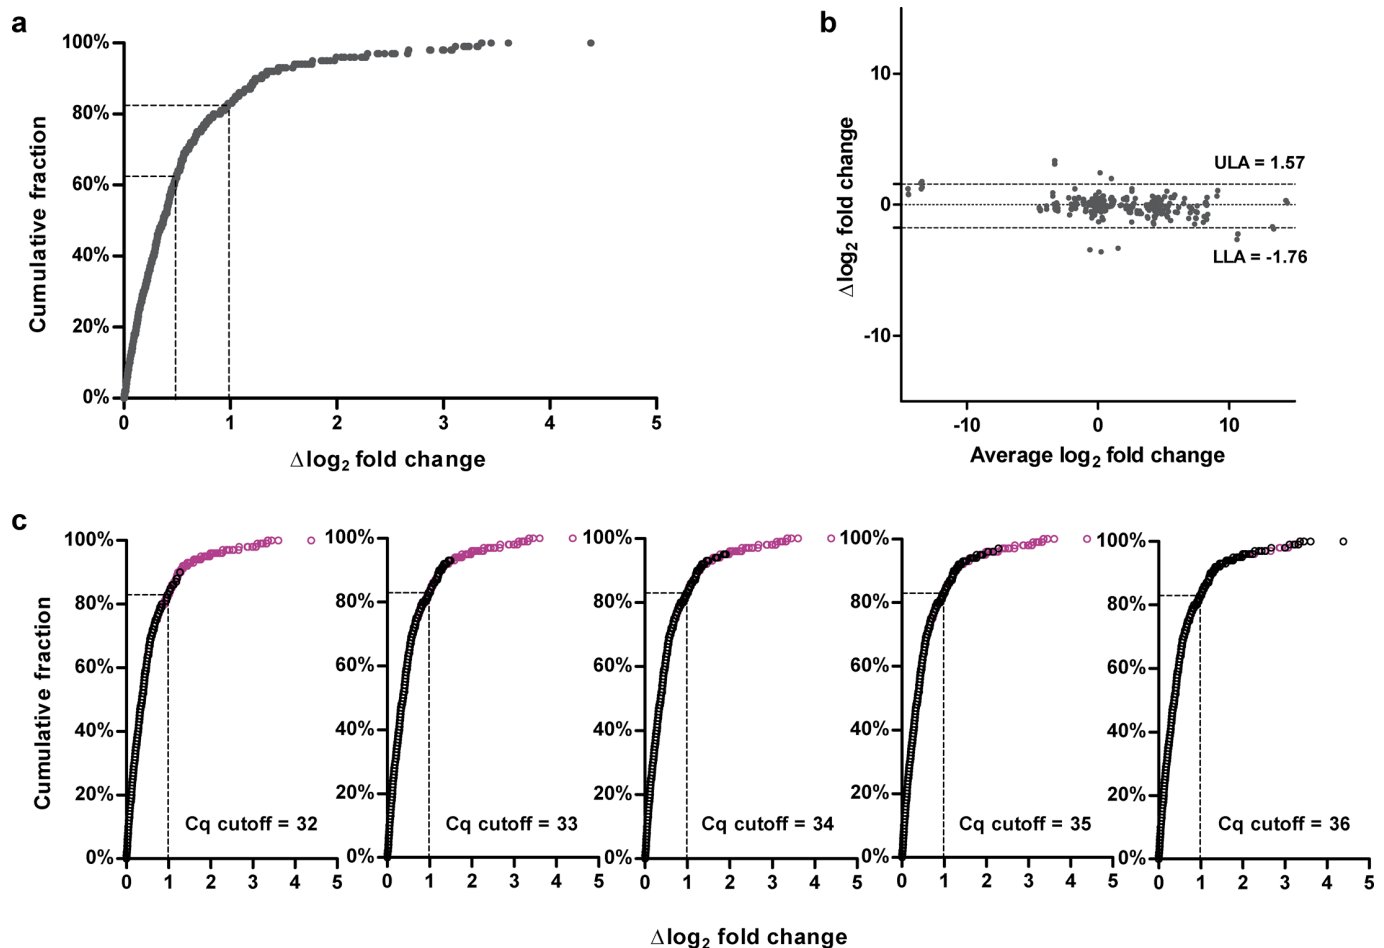 a
100%
80%
60%
40%
20%
0%
Cumulative fraction
0 1 2 3 4 5
Δlog2 fold change
b
10
0
-10
Δlog2 fold change
ULA = 1.57
LLA = -1.76
-10 0 10
Average log2 fold change
c
Cumulative fraction
100%
80%
60%
40%
20%
0%
Cq cutoff = 32
0 1 2 3 4 5
100%
80%
60%
40%
20%
0%
Cq cutoff = 33
0 1 2 3 4 5
100%
80%
60%
40%
20%
0%
Cq cutoff = 34
0 1 2 3 4 5
100%
80%
60%
40%
20%
0%
Cq cutoff = 35
0 1 2 3 4 5
100%
80%
60%
40%
20%
0%
Cq cutoff = 36
0 1 2 3 4 5
Δlog2 fold change